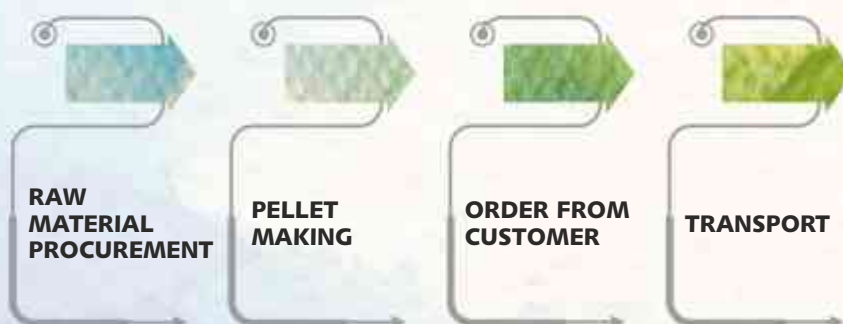 RAW
MATERIAL
PROCUREMENT
PELLET
MAKING
ORDER FROM
CUSTOMER
TRANSPORT